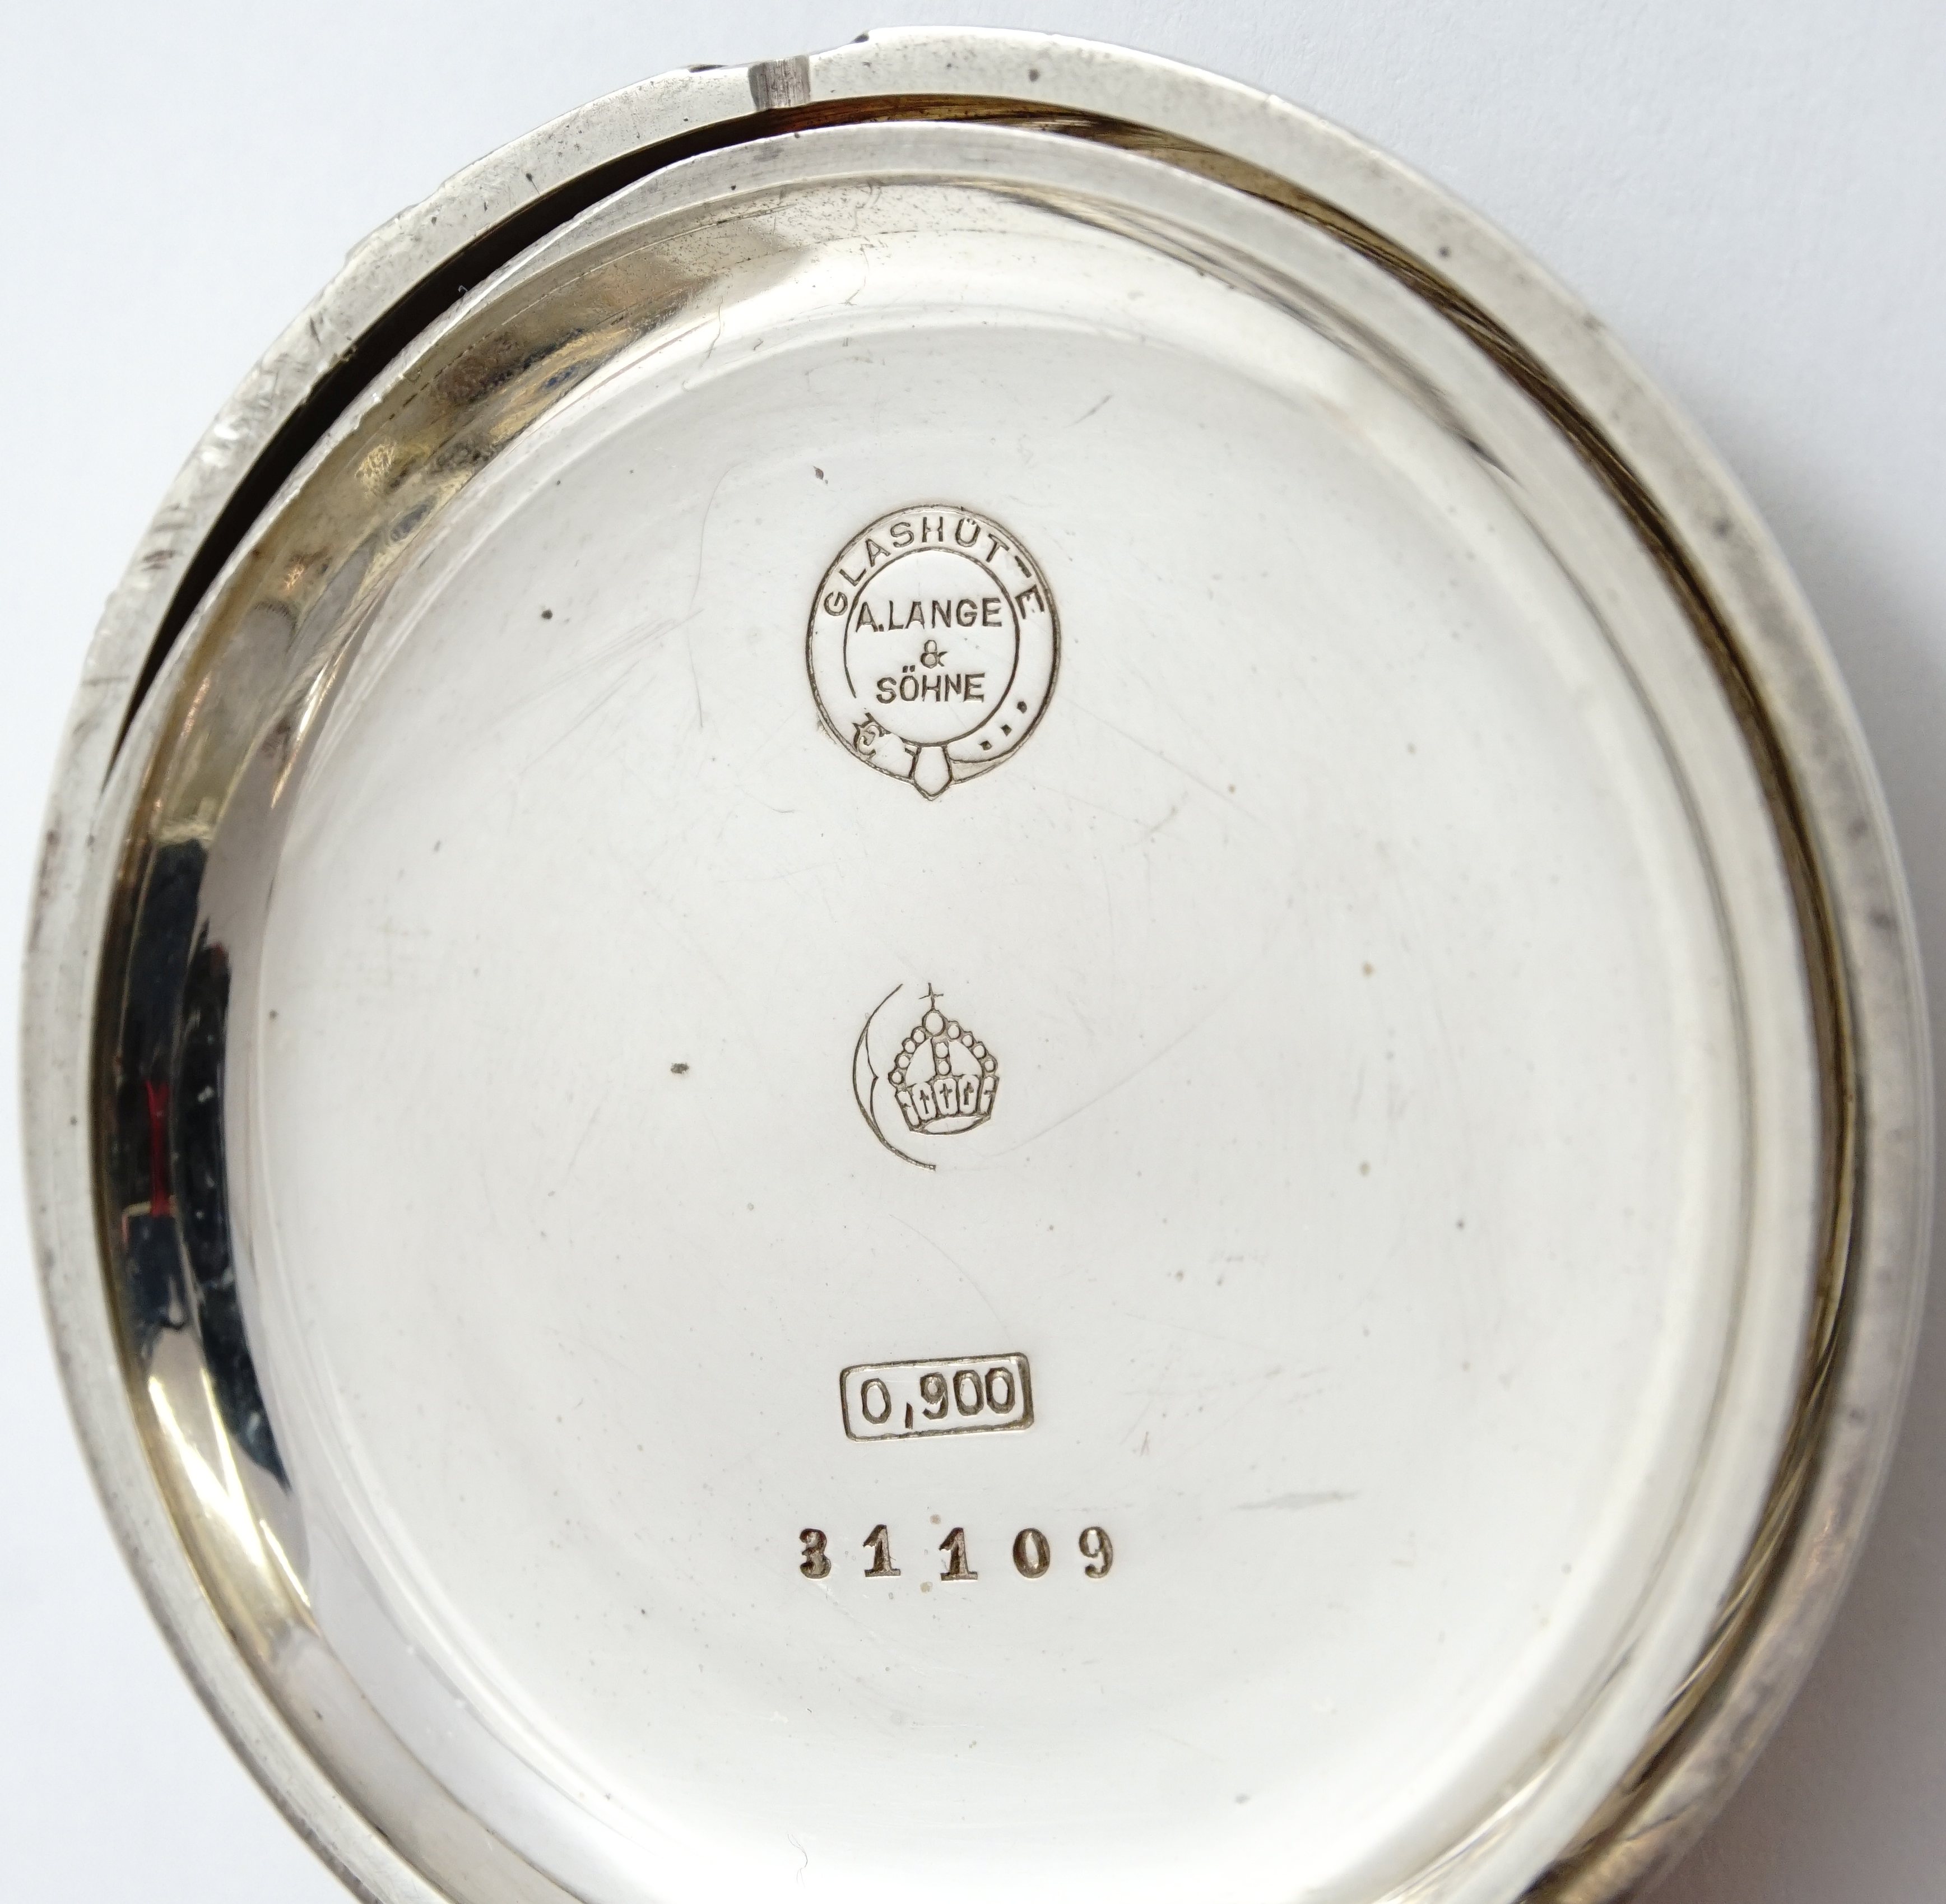 GLASHÜTTE
A.LANGE
&
SÖHNE
0,900
31109